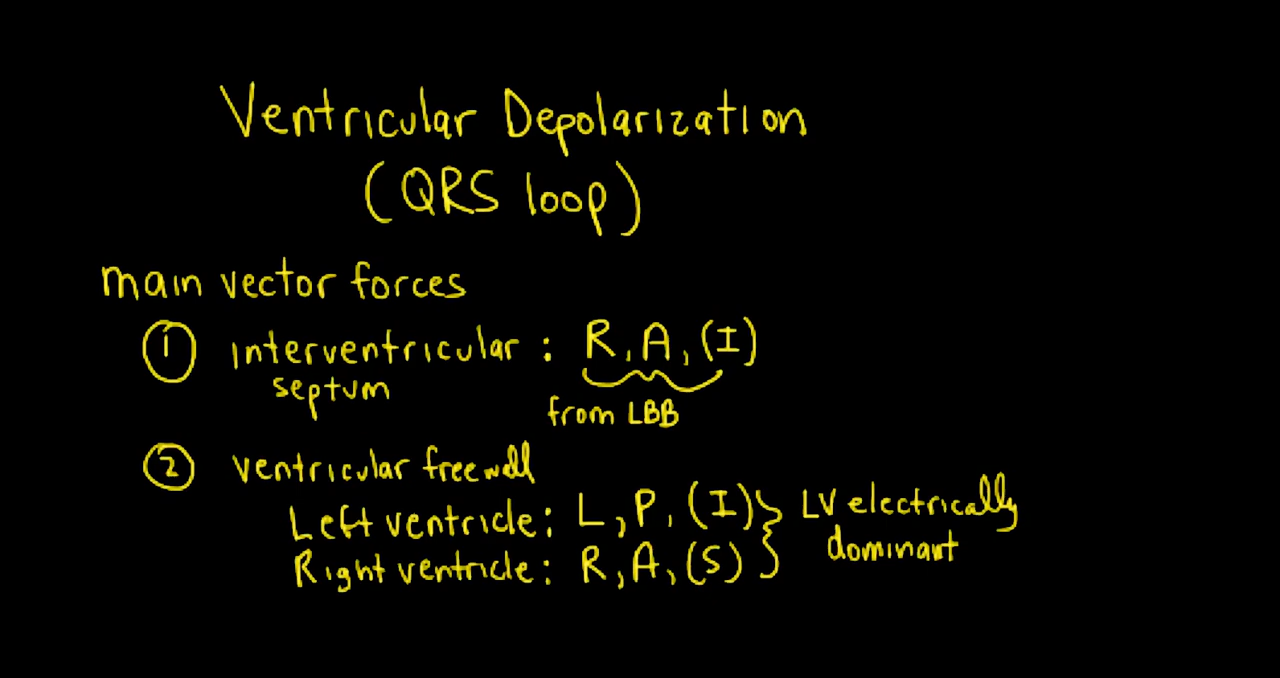 Ventricular Depolarization
(QRS loop)
main vector forces
① interventricular : R, A, (I)
septum
from LBB
② ventricular freewall
Left ventricle: L, P, (I) } LV electrically
Right ventricle: R, A, (S) dominant